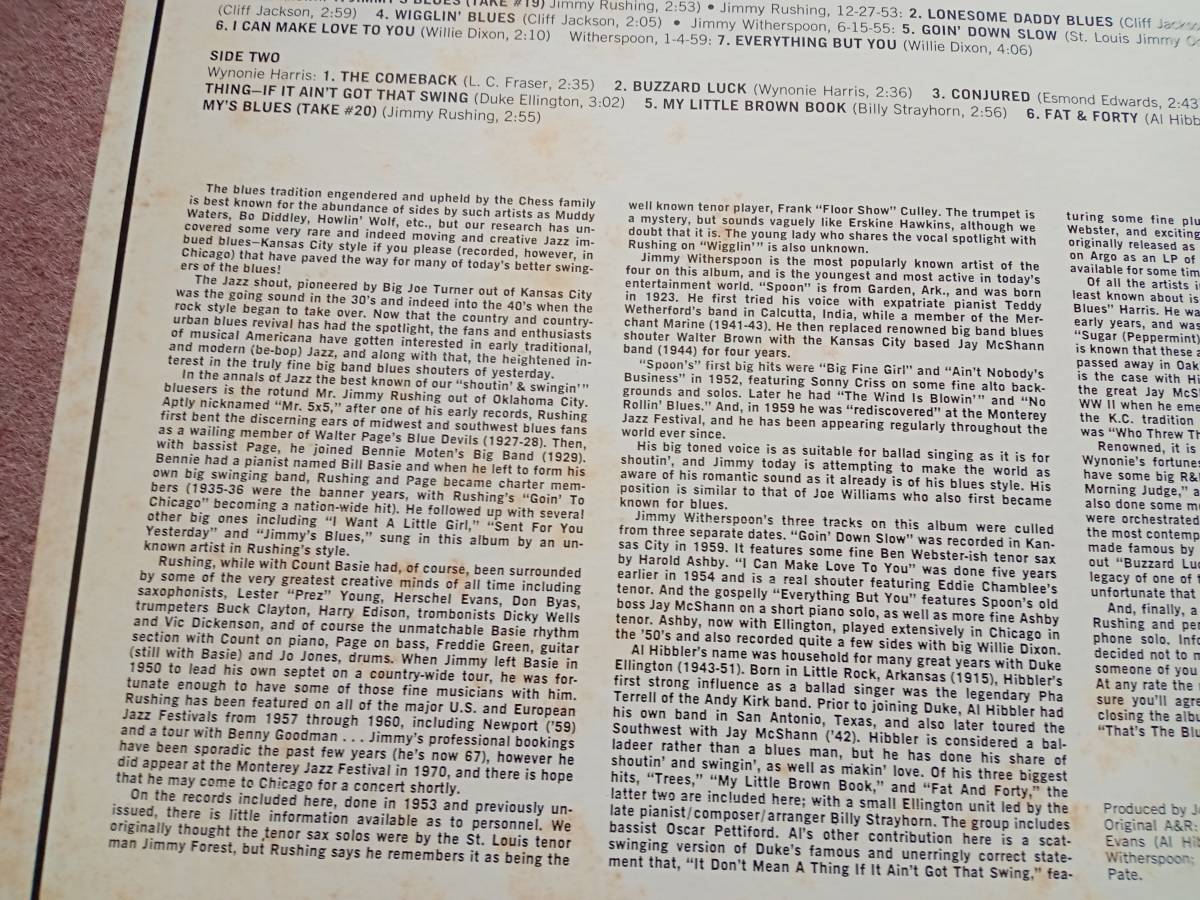 BLUES (TAKE #19) Jimmy Rushing, 2:53) • Jimmy Rushing, 12-27-53: 2. LONESOME DADDY BLUES (Cliff
(Cliff Jackson, 2:59) 4. WIGGLIN' BLUES (Cliff Jackson, 2:05) • Jimmy Witherspoon, 6-15-55: 5. GOIN' DOWN SLOW (St. Louis Jimmy
6. I CAN MAKE LOVE TO YOU (Willie Dixon, 2:10) Witherspoon, 1-4-59: 7. EVERYTHING BUT YOU (Willie Dixon, 4:06)
SIDE TWO
Wynonie Harris: 1. THE COMEBACK (L. C. Fraser, 2:35) 2. BUZZARD LUCK (Wynonie Harris, 2:36) 3. CONJURED (Esmond Edwards, 2:43
THING—IF IT AIN'T GOT THAT SWING (Duke Ellington, 3:02) 5. MY LITTLE BROWN BOOK (Billy Strayhorn, 2:56) 6. FAT & FORTY (Al Hibb
MY'S BLUES (TAKE #20) (Jimmy Rushing, 2:55)
The blues tradition engendered and upheld by the Chess family
is best known for the abundance of sides by such artists as Muddy
Waters, Bo Diddley, Howlin' Wolf, etc., but our research has un-
covered some very rare and indeed moving and creative Jazz im-
bued blues—Kansas City style if you please (recorded, however, in
Chicago) that have paved the way for many of today's better swing-
ers of the blues!
The Jazz shout, pioneered by Big Joe Turner out of Kansas City
was the going sound in the 30's and indeed into the 40's when the
rock style began to take over. Now that the country and country-
urban blues revival has had the spotlight, the fans and enthusiasts
of musical Americana have gotten interested in early traditional,
and modern (be-bop) Jazz, and along with that, the heightened in-
terest in the truly fine big band blues shouters of yesterday.
In the annals of Jazz the best known of our "shoutin' & swingin'"
bluesers is the rotund Mr. Jimmy Rushing out of Oklahoma City.
Aptly nicknamed "Mr. 5x5," after one of his early records, Rushing
first bent the discerning ears of midwest and southwest blues fans
as a wailing member of Walter Page's Blue Devils (1927-28). Then,
with bassist Page, he joined Bennie Moten's Big Band (1929).
Bennie had a pianist named Bill Basie and when he left to form his
own big swinging band, Rushing and Page became charter mem-
bers (1935-36 were the banner years, with Rushing's "Goin' To
Chicago" becoming a nation-wide hit). He followed up with several
other big ones including "I Want A Little Girl," "Sent For You
Yesterday" and "Jimmy's Blues," sung in this album by an un-
known artist in Rushing's style.
Rushing, while with Count Basie had, of course, been surrounded
by some of the very greatest creative minds of all time including
saxophonists, Lester "Prez" Young, Herschel Evans, Don Byas,
trumpeters Buck Clayton, Harry Edison, trombonists Dicky Wells
and Vic Dickenson, and of course the unmatchable Basie rhythm
section with Count on piano, Page on bass, Freddie Green, guitar
(still with Basie) and Jo Jones, drums. When Jimmy left Basie in
1950 to lead his own septet on a country-wide tour, he was for-
tunate enough to have some of those fine musicians with him.
Rushing has been featured on all of the major U.S. and European
Jazz Festivals from 1957 through 1960, including Newport ('59)
and a tour with Benny Goodman . . . Jimmy's professional bookings
have been sporadic the past few years (he's now 67), however he
did appear at the Monterey Jazz Festival in 1970, and there is hope
that he may come to Chicago for a concert shortly.
On the records included here, done in 1953 and previously un-
issued, there is little information available as to personnel. We
originally thought the tenor sax solos were by the St. Louis tenor
man Jimmy Forest, but Rushing says he remembers it as being the
well known tenor player, Frank "Floor Show" Culley. The trumpet is
a mystery, but sounds vaguely like Erskine Hawkins, although we
doubt that it is. The young lady who shares the vocal spotlight with
Rushing on "Wigglin'" is also unknown.
Jimmy Witherspoon is the most popularly known artist of the
four on this album, and is the youngest and most active in today's
entertainment world. "Spoon" is from Garden, Ark., and was born
in 1923. He first tried his voice with expatriate pianist Teddy
Wetherford's band in Calcutta, India, while a member of the Mer-
chant Marine (1941-43). He then replaced renowned big band blues
shouter Walter Brown with the Kansas City based Jay McShann
band (1944) for four years.
"Spoon's" first big hits were "Big Fine Girl" and "Ain't Nobody's
Business" in 1952, featuring Sonny Criss on some fine alto back-
grounds and solos. Later he had "The Wind Is Blowin'" and "No
Rollin' Blues." And, in 1959 he was "rediscovered" at the Monterey
Jazz Festival, and he has been appearing regularly throughout the
world ever since.
His big toned voice is as suitable for ballad singing as it is for
shoutin', and Jimmy today is attempting to make the world as
aware of his romantic sound as it already is of his blues style. His
position is similar to that of Joe Williams who also first became
known for blues.
Jimmy Witherspoon's three tracks on this album were culled
from three separate dates. "Goin' Down Slow" was recorded in Kan-
sas City in 1959. It features some fine Ben Webster-ish tenor sax
by Harold Ashby. "I Can Make Love To You" was done five years
earlier in 1954 and is a real shouter featuring Eddie Chamblee's
tenor. And the gospelly "Everything But You" features Spoon's old
boss Jay McShann on a short piano solo, as well as more fine Ashby
tenor. Ashby, now with Ellington, played extensively in Chicago in
the '50's and also recorded quite a few sides with big Willie Dixon.
Al Hibbler's name was household for many great years with Duke
Ellington (1943-51). Born in Little Rock, Arkansas (1915), Hibbler's
first strong influence as a ballad singer was the legendary Pha
Terrell of the Andy Kirk band. Prior to joining Duke, Al Hibbler had
his own band in San Antonio, Texas, and also later toured the
Southwest with Jay McShann ('42). Hibbler is considered a bal-
ladeer rather than a blues man, but he has done his share of
shoutin' and swingin', as well as makin' love. Of his three biggest
hits, "Trees," "My Little Brown Book," and "Fat And Forty," the
latter two are included here; with a small Ellington unit led by the
late pianist/composer/arranger Billy Strayhorn. The group includes
bassist Oscar Pettiford. Al's other contribution here is a scat-
swinging version of Duke's famous and unerringly correct state-
ment that, "It Don't Mean A Thing If It Ain't Got That Swing," fea-
turing some fine plu
Webster, and exciting
originally released as
on Argo as an LP of
available for some tim
Of all the artists i
least known about is
Blues" Harris. He wa
early years, and was
"Sugar (Peppermint)
is known that these a
passed away in Oak
is the case with Hi
the great Jay McS
WW II when he eme
the K.C. tradition
was "Who Threw Th
Renowned, it is
Wynonie's fortunes
have some big R&
Morning Judge," a
also done some m
were orchestrated
the most contemp
made famous by
out "Buzzard Luc
legacy of one of t
unfortunate that
And, finally, a
Rushing and per
phone solo. Info
decided not to m
someone of you
At any rate the
sure you'll agre
closing the albu
"That's The Blu
Produced by J
Original A&R:
Evans (Al Hi
Witherspoon;
Pate.